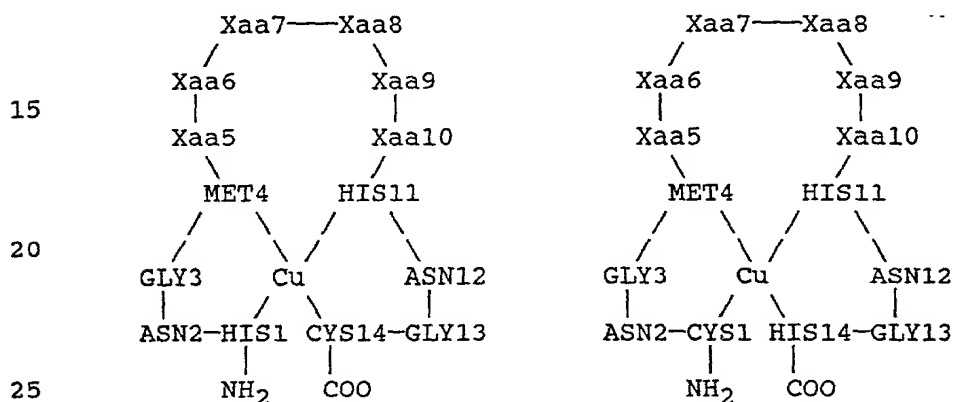 Xaa7 Xaa8 Xaa7 Xaa8
Xaa6 Xaa9 Xaa6 Xaa9
15
Xaa5 Xaa10 Xaa5 Xaa10
MET4 HIS11 MET4 HIS11
20
GLY3 Cu ASN12 GLY3 Cu ASN12
ASN2-HIS1 CYS14-GLY13 ASN2-CYS1 HIS14-GLY13
25 NH2 COO NH2 COO